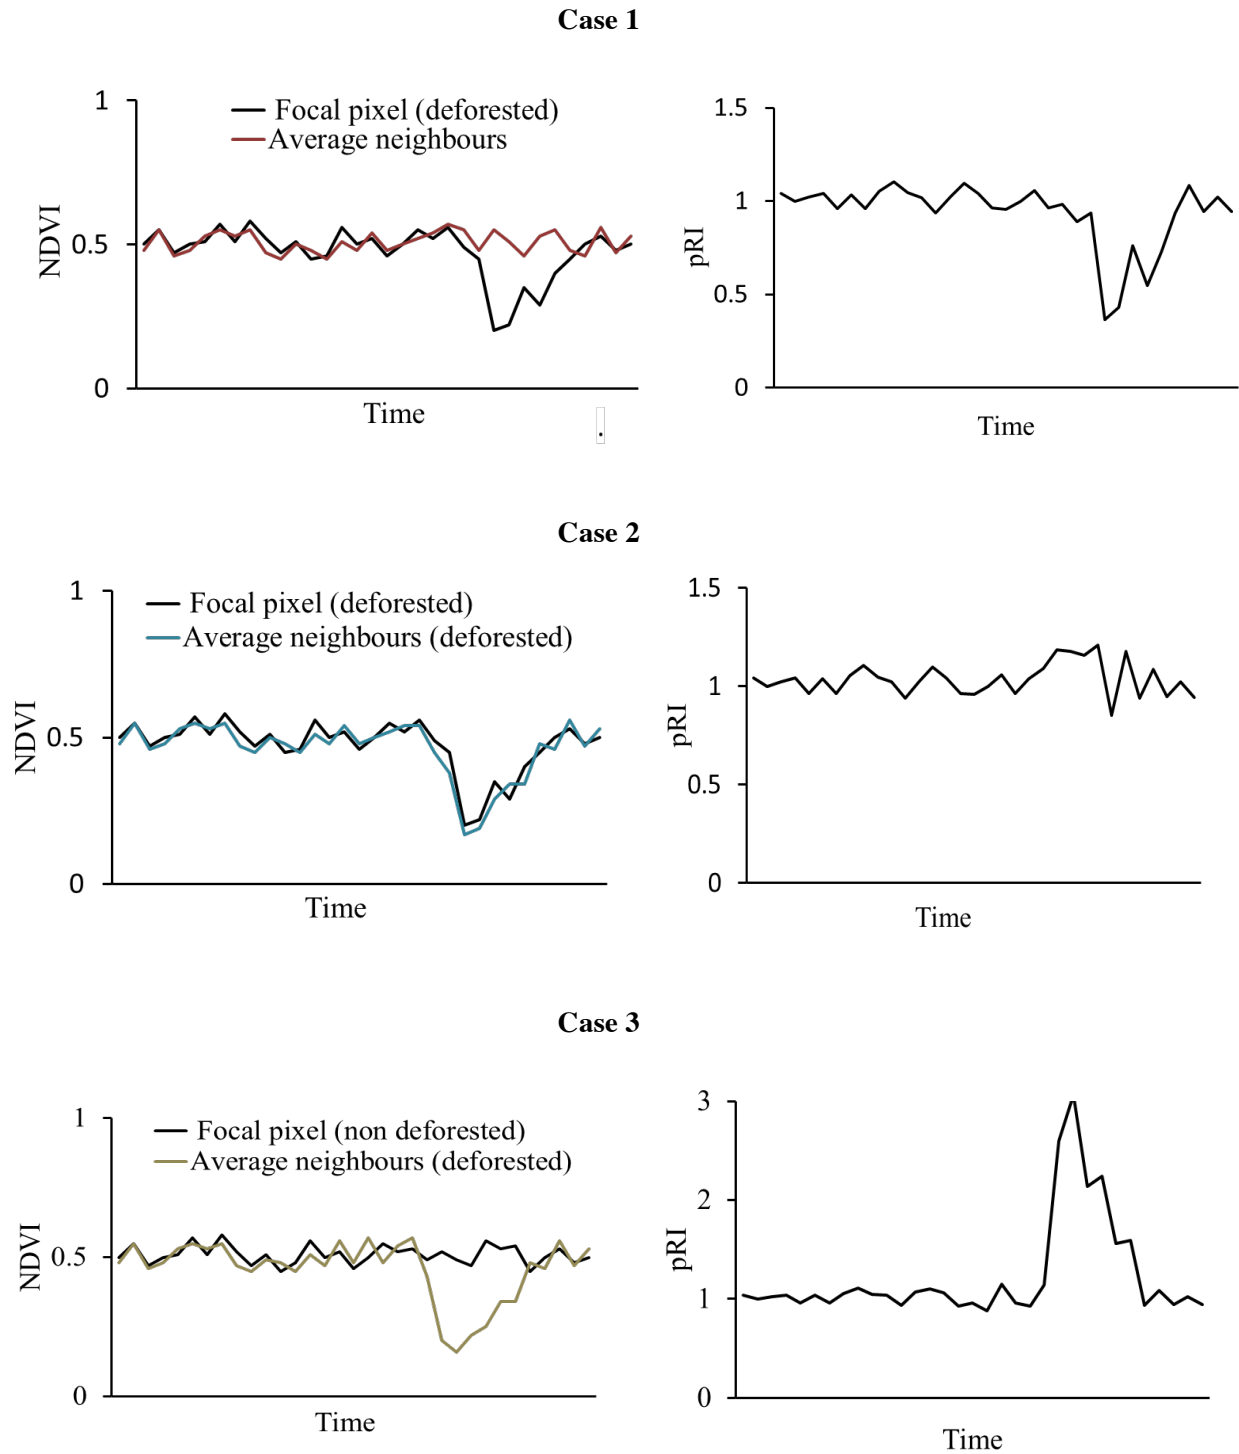 Case 1
1
Focal pixel (deforested)
Average neighbours
NDVI
0.5
0
Time
.
1.5
1
pRI
0.5
0
Time
Case 2
1
Focal pixel (deforested)
Average neighbours (deforested)
NDVI
0.5
0
Time
1.5
1
pRI
0.5
0
Time
Case 3
1
Focal pixel (non deforested)
Average neighbours (deforested)
NDVI
0.5
0
Time
3
2
pRI
1
0
Time